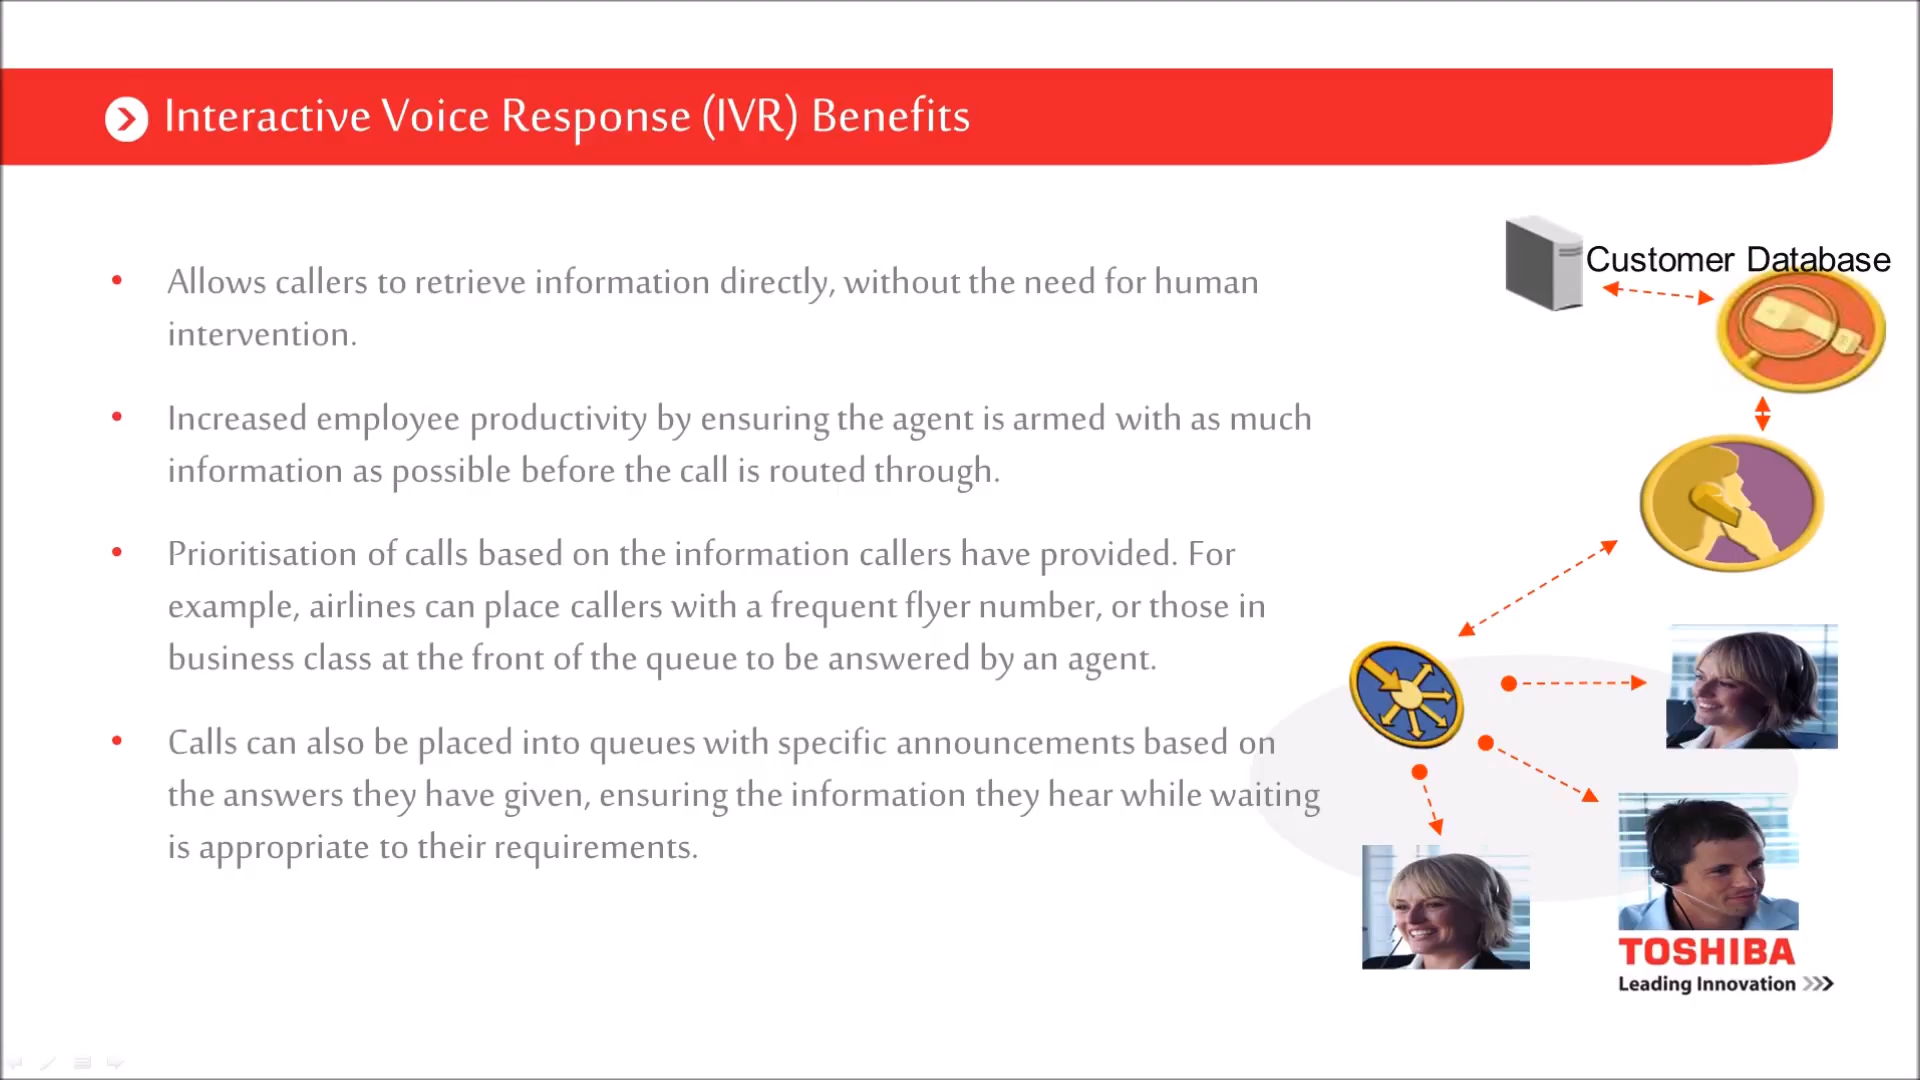 Interactive Voice Response (IVR) Benefits
Customer Database
• Allows callers to retrieve information directly, without the need for human
intervention.
• Increased employee productivity by ensuring the agent is armed with as much
information as possible before the call is routed through.
• Prioritisation of calls based on the information callers have provided. For
example, airlines can place callers with a frequent flyer number, or those in
business class at the front of the queue to be answered by an agent.
• Calls can also be placed into queues with specific announcements based on
the answers they have given, ensuring the information they hear while waiting
is appropriate to their requirements.
TOSHIBA
Leading Innovation >>>